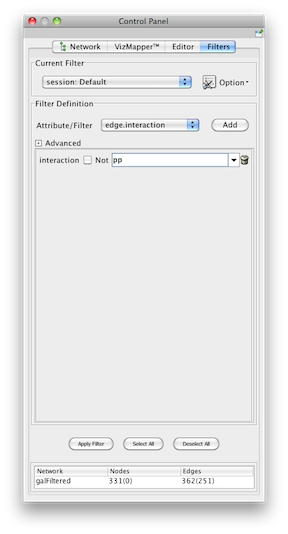 Control Panel
Network VizMapper™ Editor Filters
Current Filter
session: Default Option
Filter Definition
Attribute/Filter edge.interaction Add
Advanced
interaction Not pp
Apply Filter Select All Deselect All
Network Nodes Edges
galFiltered 331(0) 362(251)